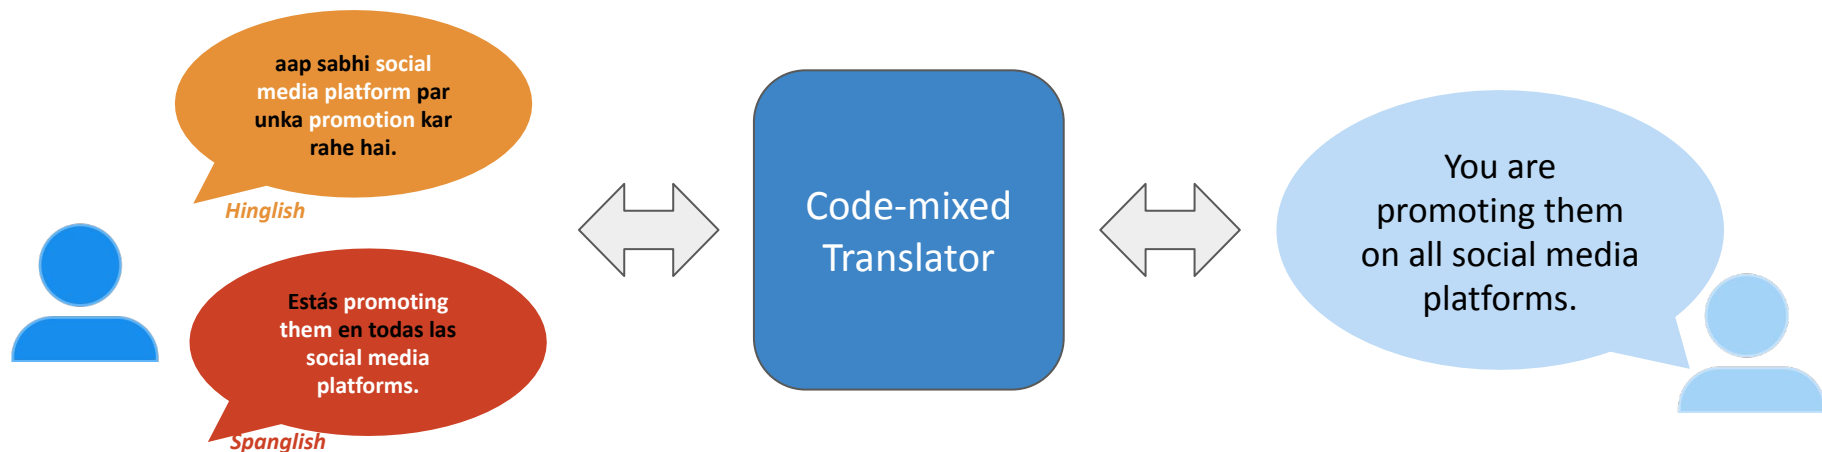 aap sabhi social
media platform par
unka promotion kar
rahe hai.
Hinglish
Estás promoting
them en todas las
social media
platforms.
Spanglish
Code-mixed
Translator
You are
promoting them
on all social media
platforms.